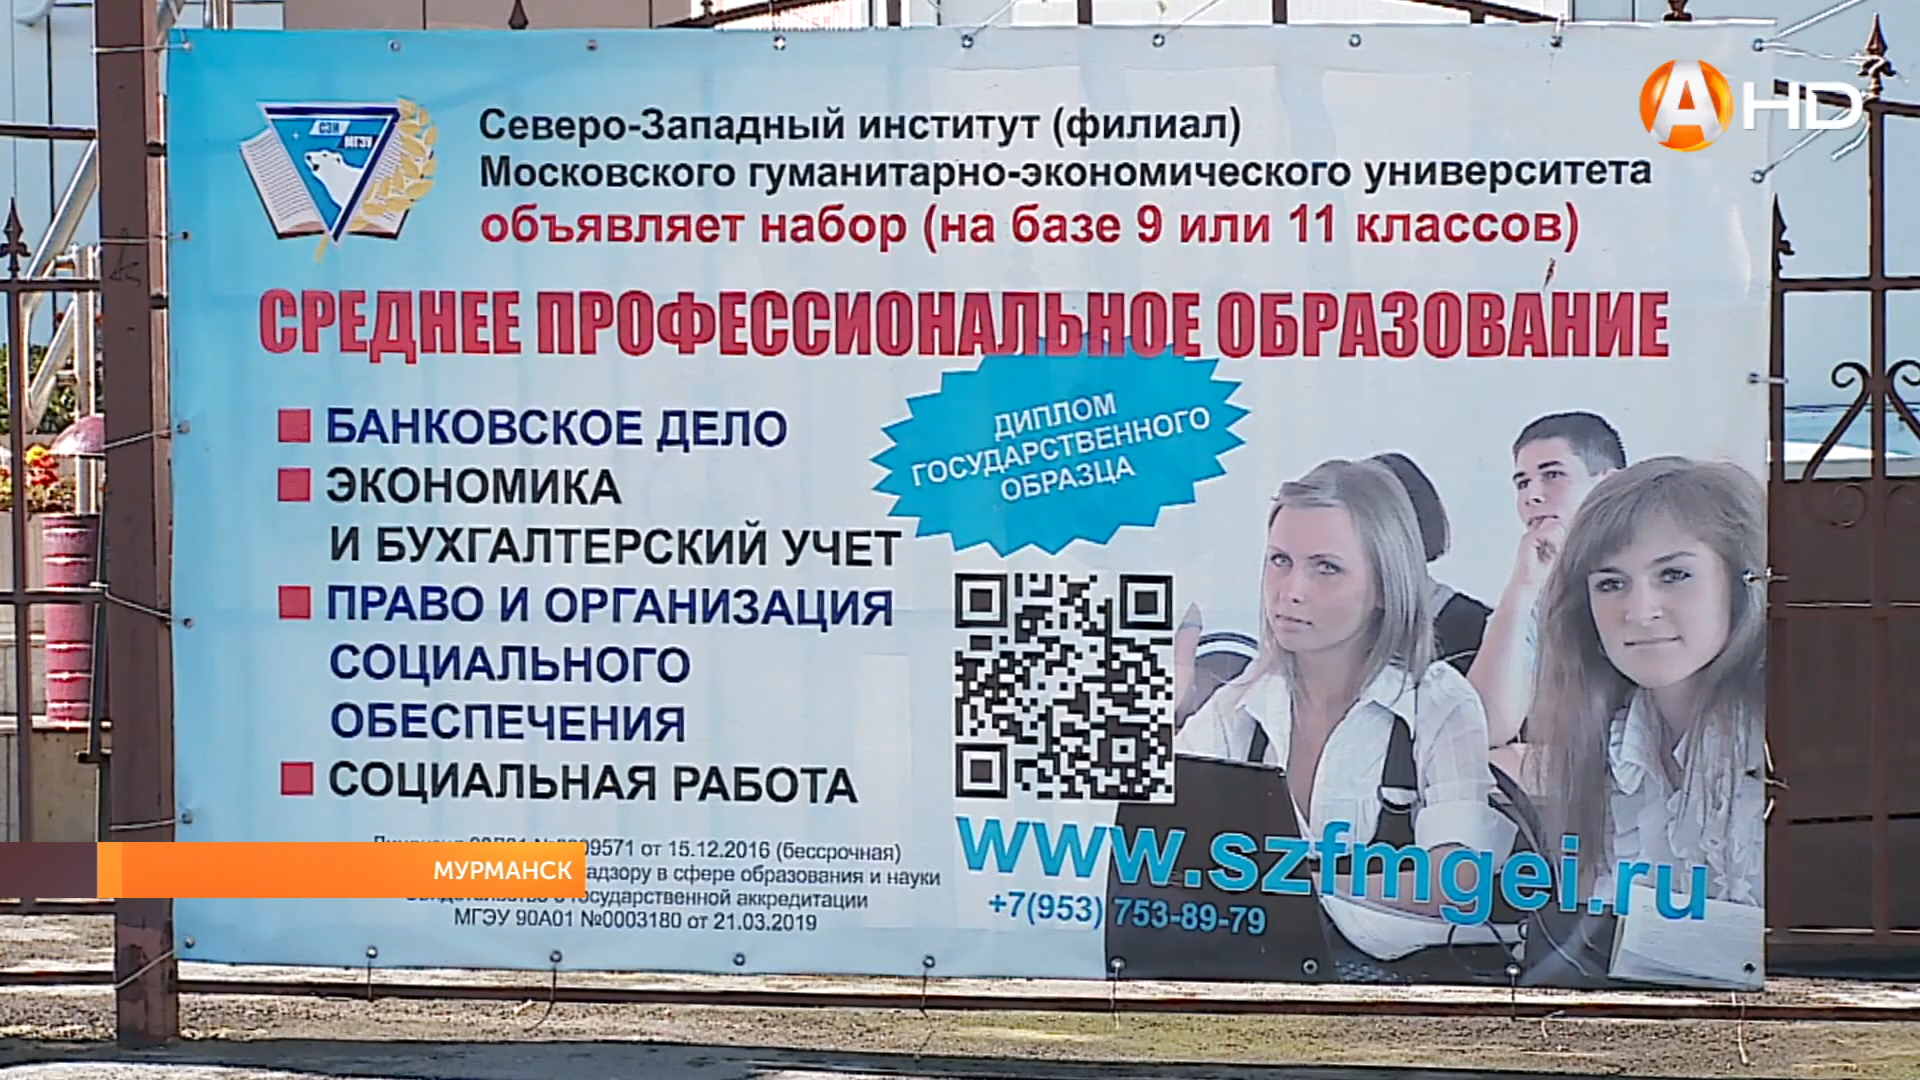 СЗИ
МГЭУ
Северо-Западный институт (филиал)
Московского гуманитарно-экономического университета
объявляет набор (на базе 9 или 11 классов)
A HD
СРЕДНЕЕ ПРОФЕССИОНАЛЬНОЕ ОБРАЗОВАНИЕ
БАНКОВСКОЕ ДЕЛО
ЭКОНОМИКА
И БУХГАЛТЕРСКИЙ УЧЕТ
ПРАВО И ОРГАНИЗАЦИЯ
СОЦИАЛЬНОГО
ОБЕСПЕЧЕНИЯ
СОЦИАЛЬНАЯ РАБОТА
ДИПЛОМ
ГОСУДАРСТВЕННОГО
ОБРАЗЦА
от 15.12.2016 (бессрочная)
в сфере образования и науки
государственной аккредитации
МГЭУ 90А01 №0003180 от 21.03.2019
www.szfmgei.ru
+7(953) 753-89-79
МУРМАНСК